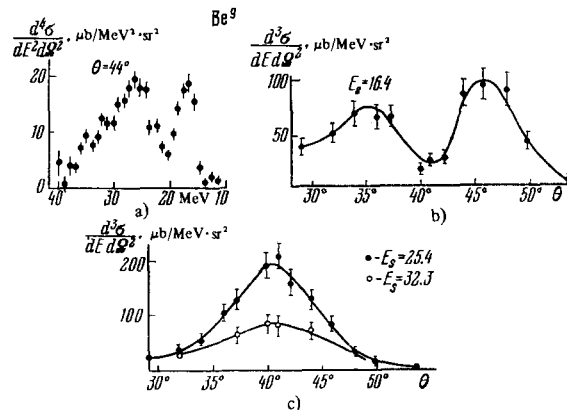 Be⁹
d⁴σ/dE²dΩ², μb/MeV²·sr²
θ=44°
20
10
0
40 30 20 10
MeV
a)
d³σ/dEdΩ², μb/MeV·sr²
E_s=16.4
100
50
30° 35° 40° 45° 50° θ
b)
d³σ/dEdΩ², μb/MeV·sr²
●-E_s=25.4
○-E_s=32.3
200
100
30° 35° 40° 45° 50° θ
c)